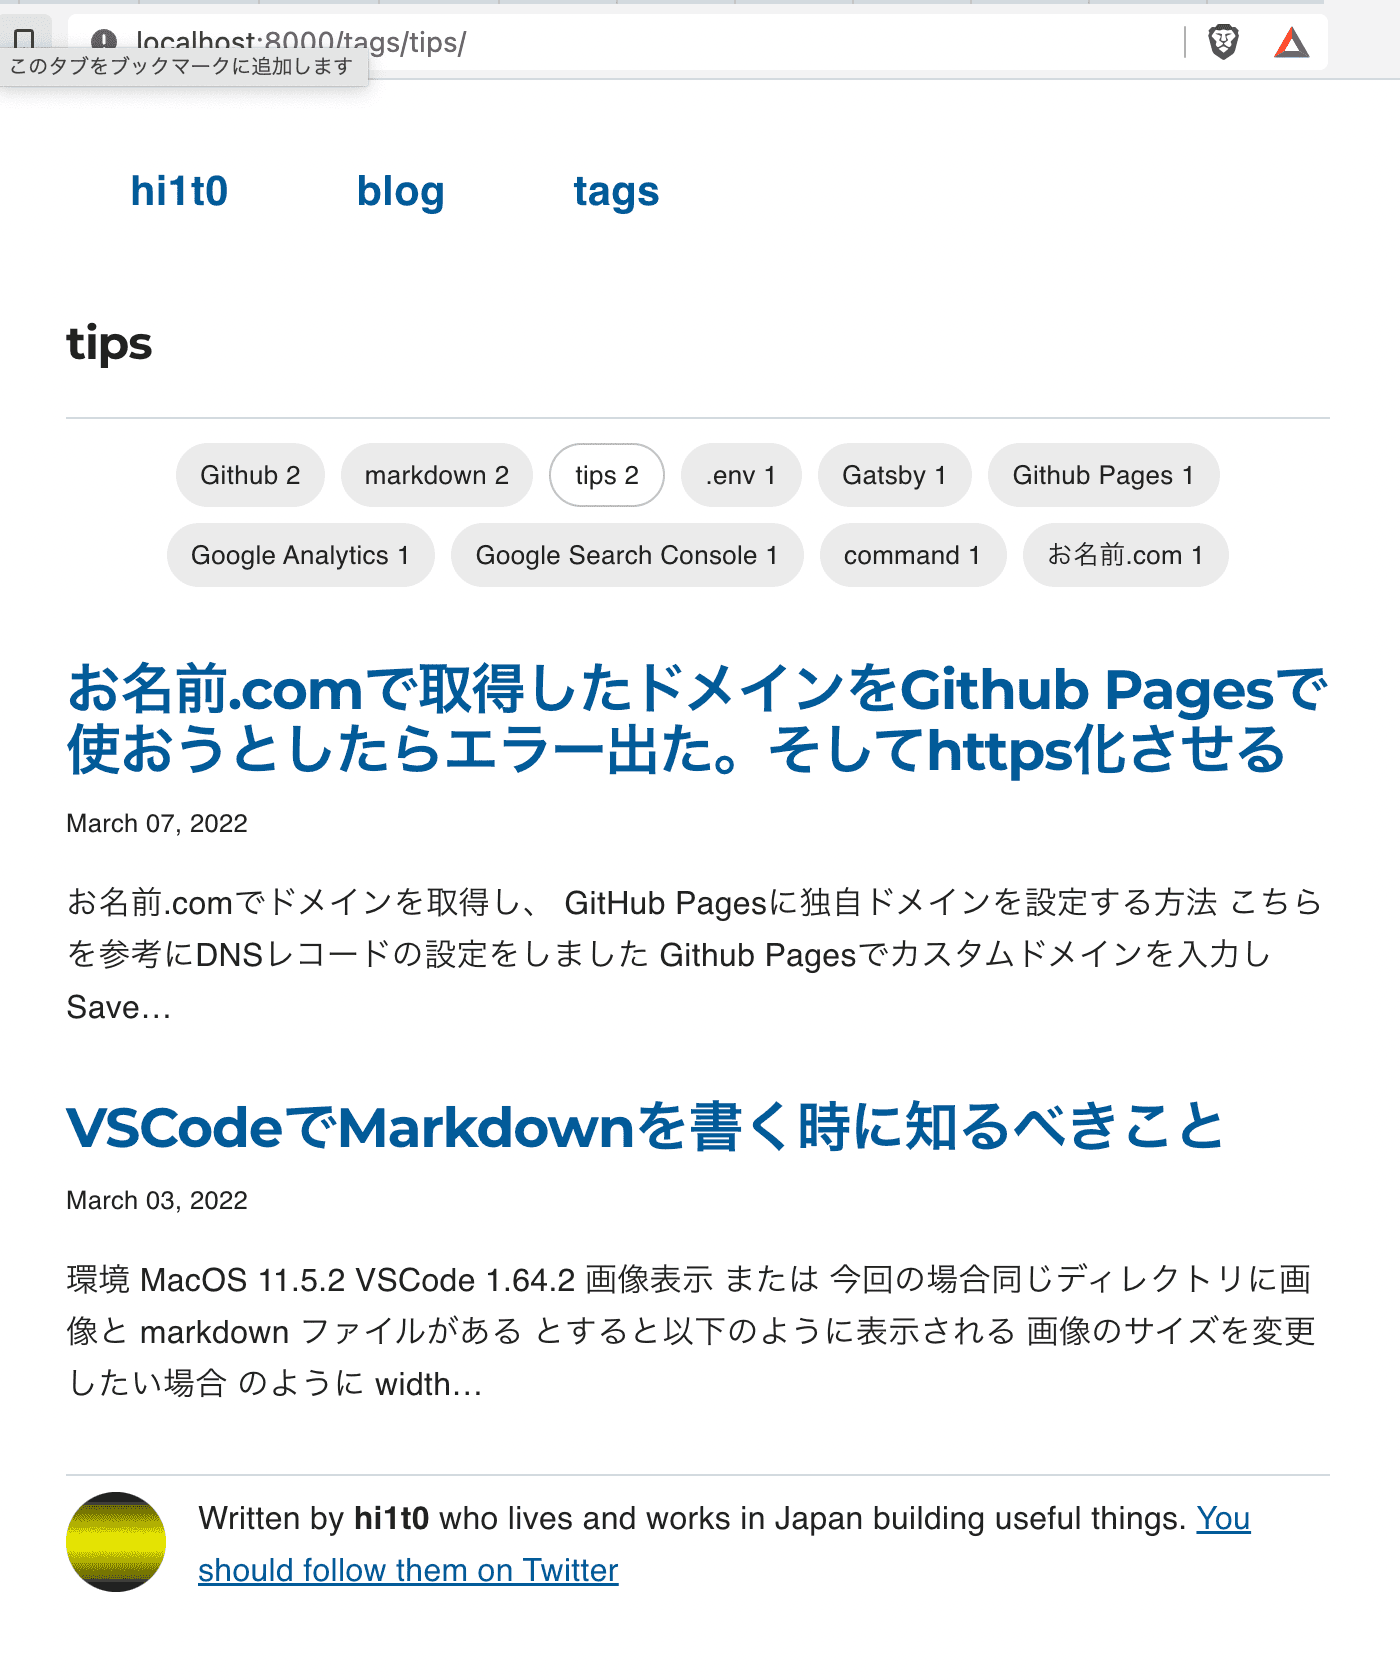 localhost:8000/tags/tips/
このタブをブックマークに追加します
hi1t0 blog tags
tips
Github 2 markdown 2 tips 2 .env 1 Gatsby 1 Github Pages 1
Google Analytics 1 Google Search Console 1 command 1 お名前.com 1
お名前.comで取得したドメインをGithub Pagesで
使おうとしたらエラー出た。そしてhttps化させる
March 07, 2022
お名前.comでドメインを取得し、 GitHub Pagesに独自ドメインを設定する方法 こちら
を参考にDNSレコードの設定をしました Github Pagesでカスタムドメインを入力し
Save…
VSCodeでMarkdownを書く時に知るべきこと
March 03, 2022
環境 MacOS 11.5.2 VSCode 1.64.2 画像表示 または 今回の場合同じディレクトリに画
像と markdown ファイルがある とすると以下のように表示される 画像のサイズを変更
したい場合 のように width…
Written by hi1t0 who lives and works in Japan building useful things. You
should follow them on Twitter